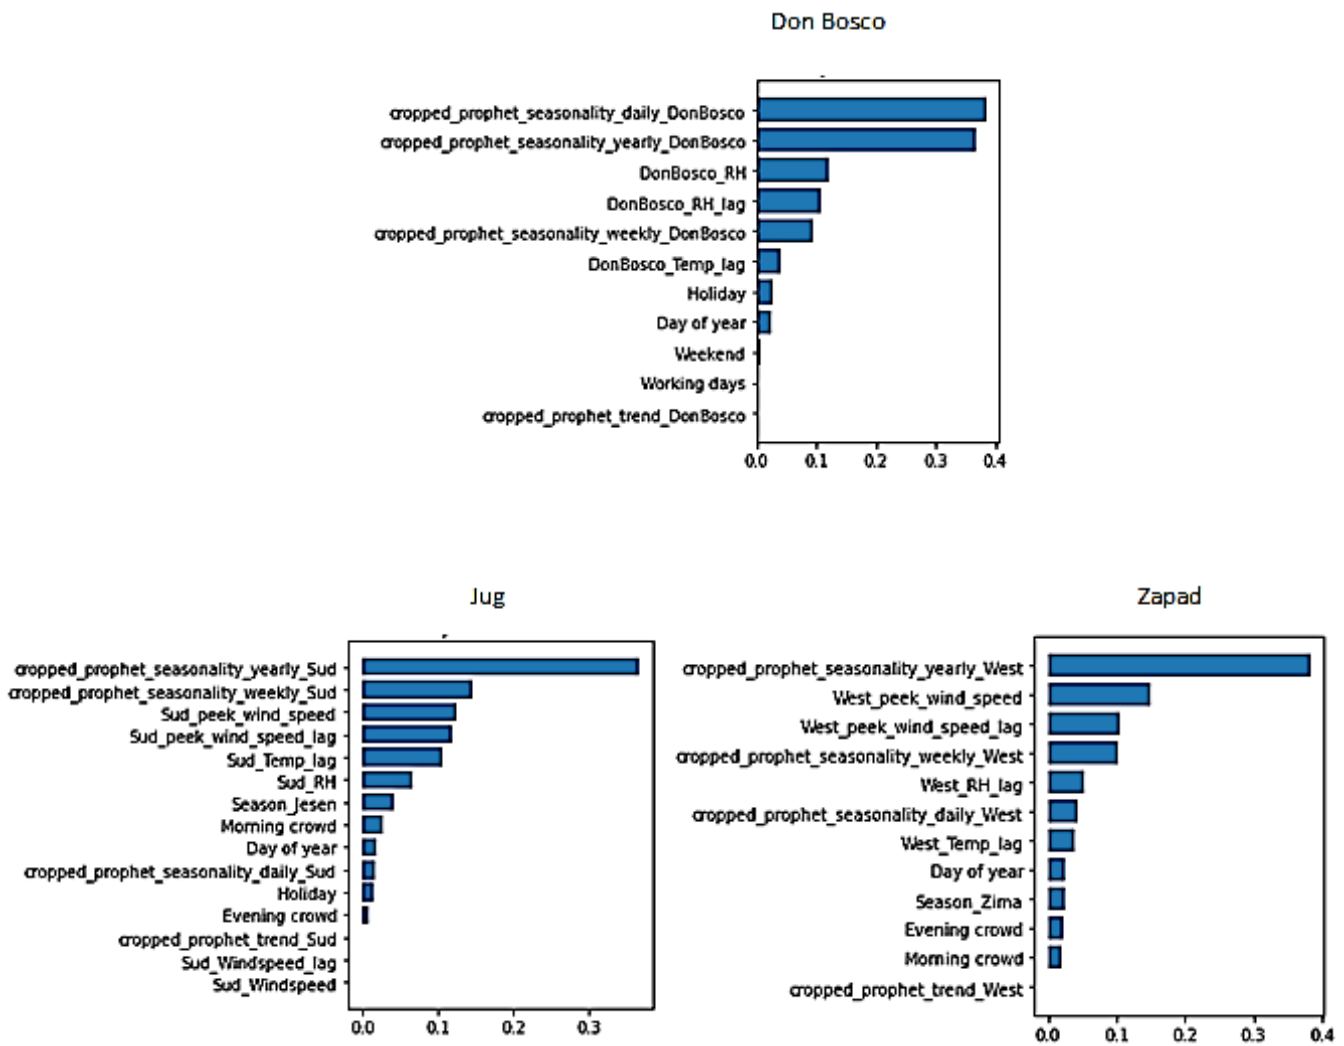 Don Bosco
cropped_prophet_seasonality_daily_DonBosco
cropped_prophet_seasonality_yearly_DonBosco
DonBosco_RH
DonBosco_RH_lag
cropped_prophet_seasonality_weekly_DonBosco
DonBosco_Temp_lag
Holiday
Day of year
Weekend
Working days
cropped_prophet_trend_DonBosco
0.0 0.1 0.2 0.3 0.4
Jug
cropped_prophet_seasonality_yearly_Sud
cropped_prophet_seasonality_weekly_Sud
Sud_peek_wind_speed
Sud_peek_wind_speed_lag
Sud_Temp_lag
Sud_RH
Season_Jesen
Morning crowd
Day of year
cropped_prophet_seasonality_daily_Sud
Holiday
Evening crowd
cropped_prophet_trend_Sud
Sud_Windspeed_lag
Sud_Windspeed
0.0 0.1 0.2 0.3
Zapad
cropped_prophet_seasonality_yearly_West
West_peek_wind_speed
West_peek_wind_speed_lag
cropped_prophet_seasonality_weekly_West
West_RH_lag
cropped_prophet_seasonality_daily_West
West_Temp_lag
Day of year
Season_Zima
Evening crowd
Morning crowd
cropped_prophet_trend_West
0.0 0.1 0.2 0.3 0.4